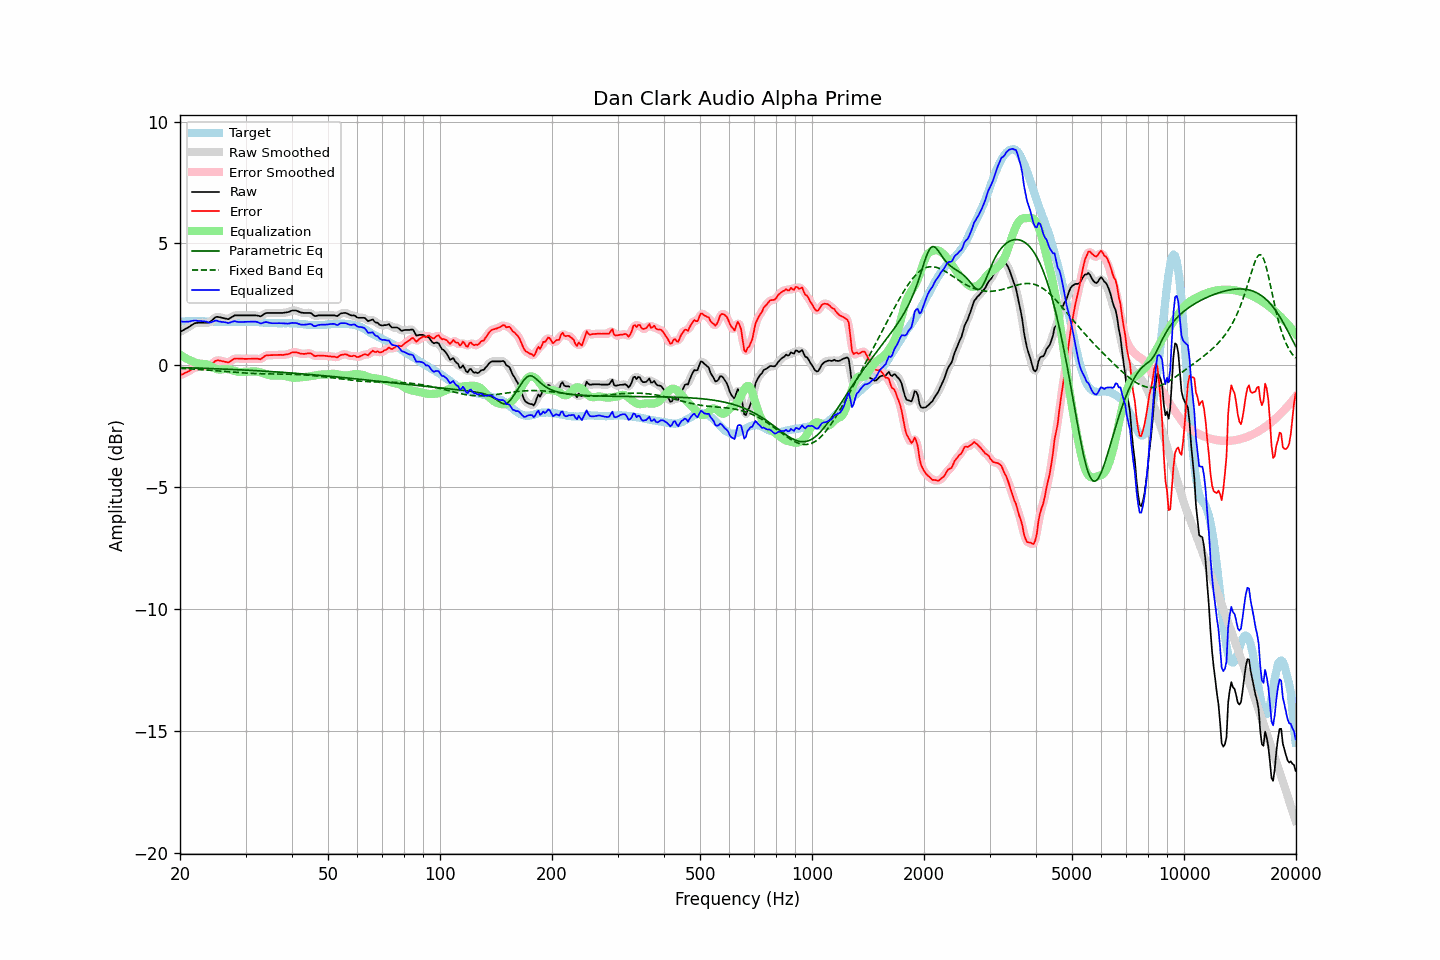 Dan Clark Audio Alpha Prime
Target
Raw Smoothed
Error Smoothed
Raw
Error
Equalization
Parametric Eq
Fixed Band Eq
Equalized
10
5
0
−5
−10
−15
−20
Amplitude (dBr)
20
50
100
200
500
1000
2000
5000
10000
20000
Frequency (Hz)